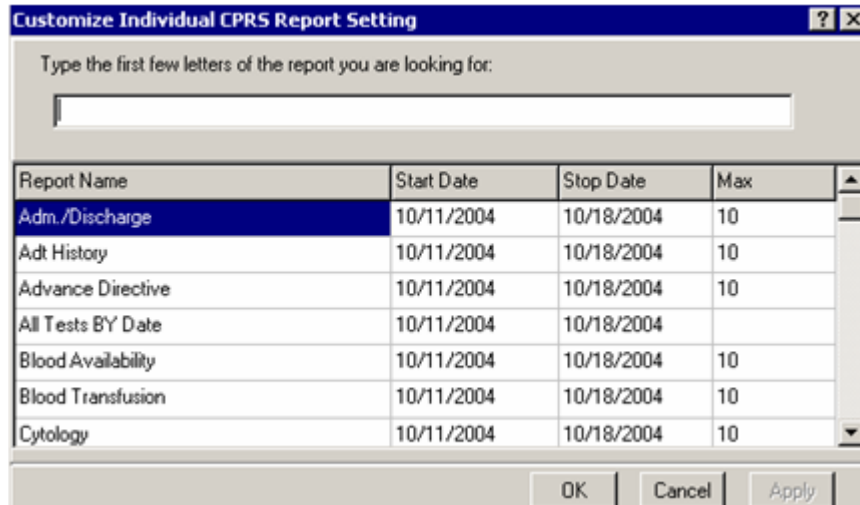 Customize Individual CPRS Report Setting
Type the first few letters of the report you are looking for:
Report Name Start Date Stop Date Max
Adm./Discharge 10/11/2004 10/18/2004 10
Adt History 10/11/2004 10/18/2004 10
Advance Directive 10/11/2004 10/18/2004 10
All Tests BY Date 10/11/2004 10/18/2004
Blood Availability 10/11/2004 10/18/2004 10
Blood Transfusion 10/11/2004 10/18/2004 10
Cytology 10/11/2004 10/18/2004 10
OK Cancel Apply